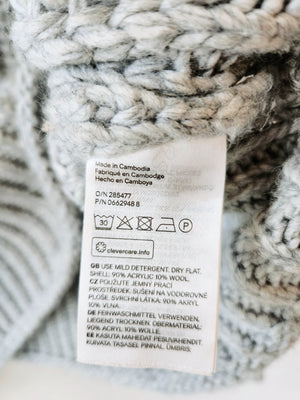 Made in Cambodia
Fabriqué en Cambodge
Hecho en Camboya
O/N 285477
P/N 0662948 8
30
P
clevercare.info
GB USE MILD DETERGENT. DRY FLAT.
SHELL: 90% ACRYLIC 10% WOOL.
CZ POUŽIJTE JEMNÝ PRACÍ
PROSTŘEDEK. SUŠENÍ NA VODOROVNÉ
PLOŠE. SVRCHNÍ LÁTKA: 90% AKRYL
10% VLNA.
DE FEINWASCHMITTEL VERWENDEN.
LIEGEND TROCKNEN. OBERMATERIAL:
90% ACRYL 10% WOLLE.
EE KASUTA MAHEDAT PESUVAHENDIT.
KUIVATA TASASEL PINNAL. ÜMBRIS.